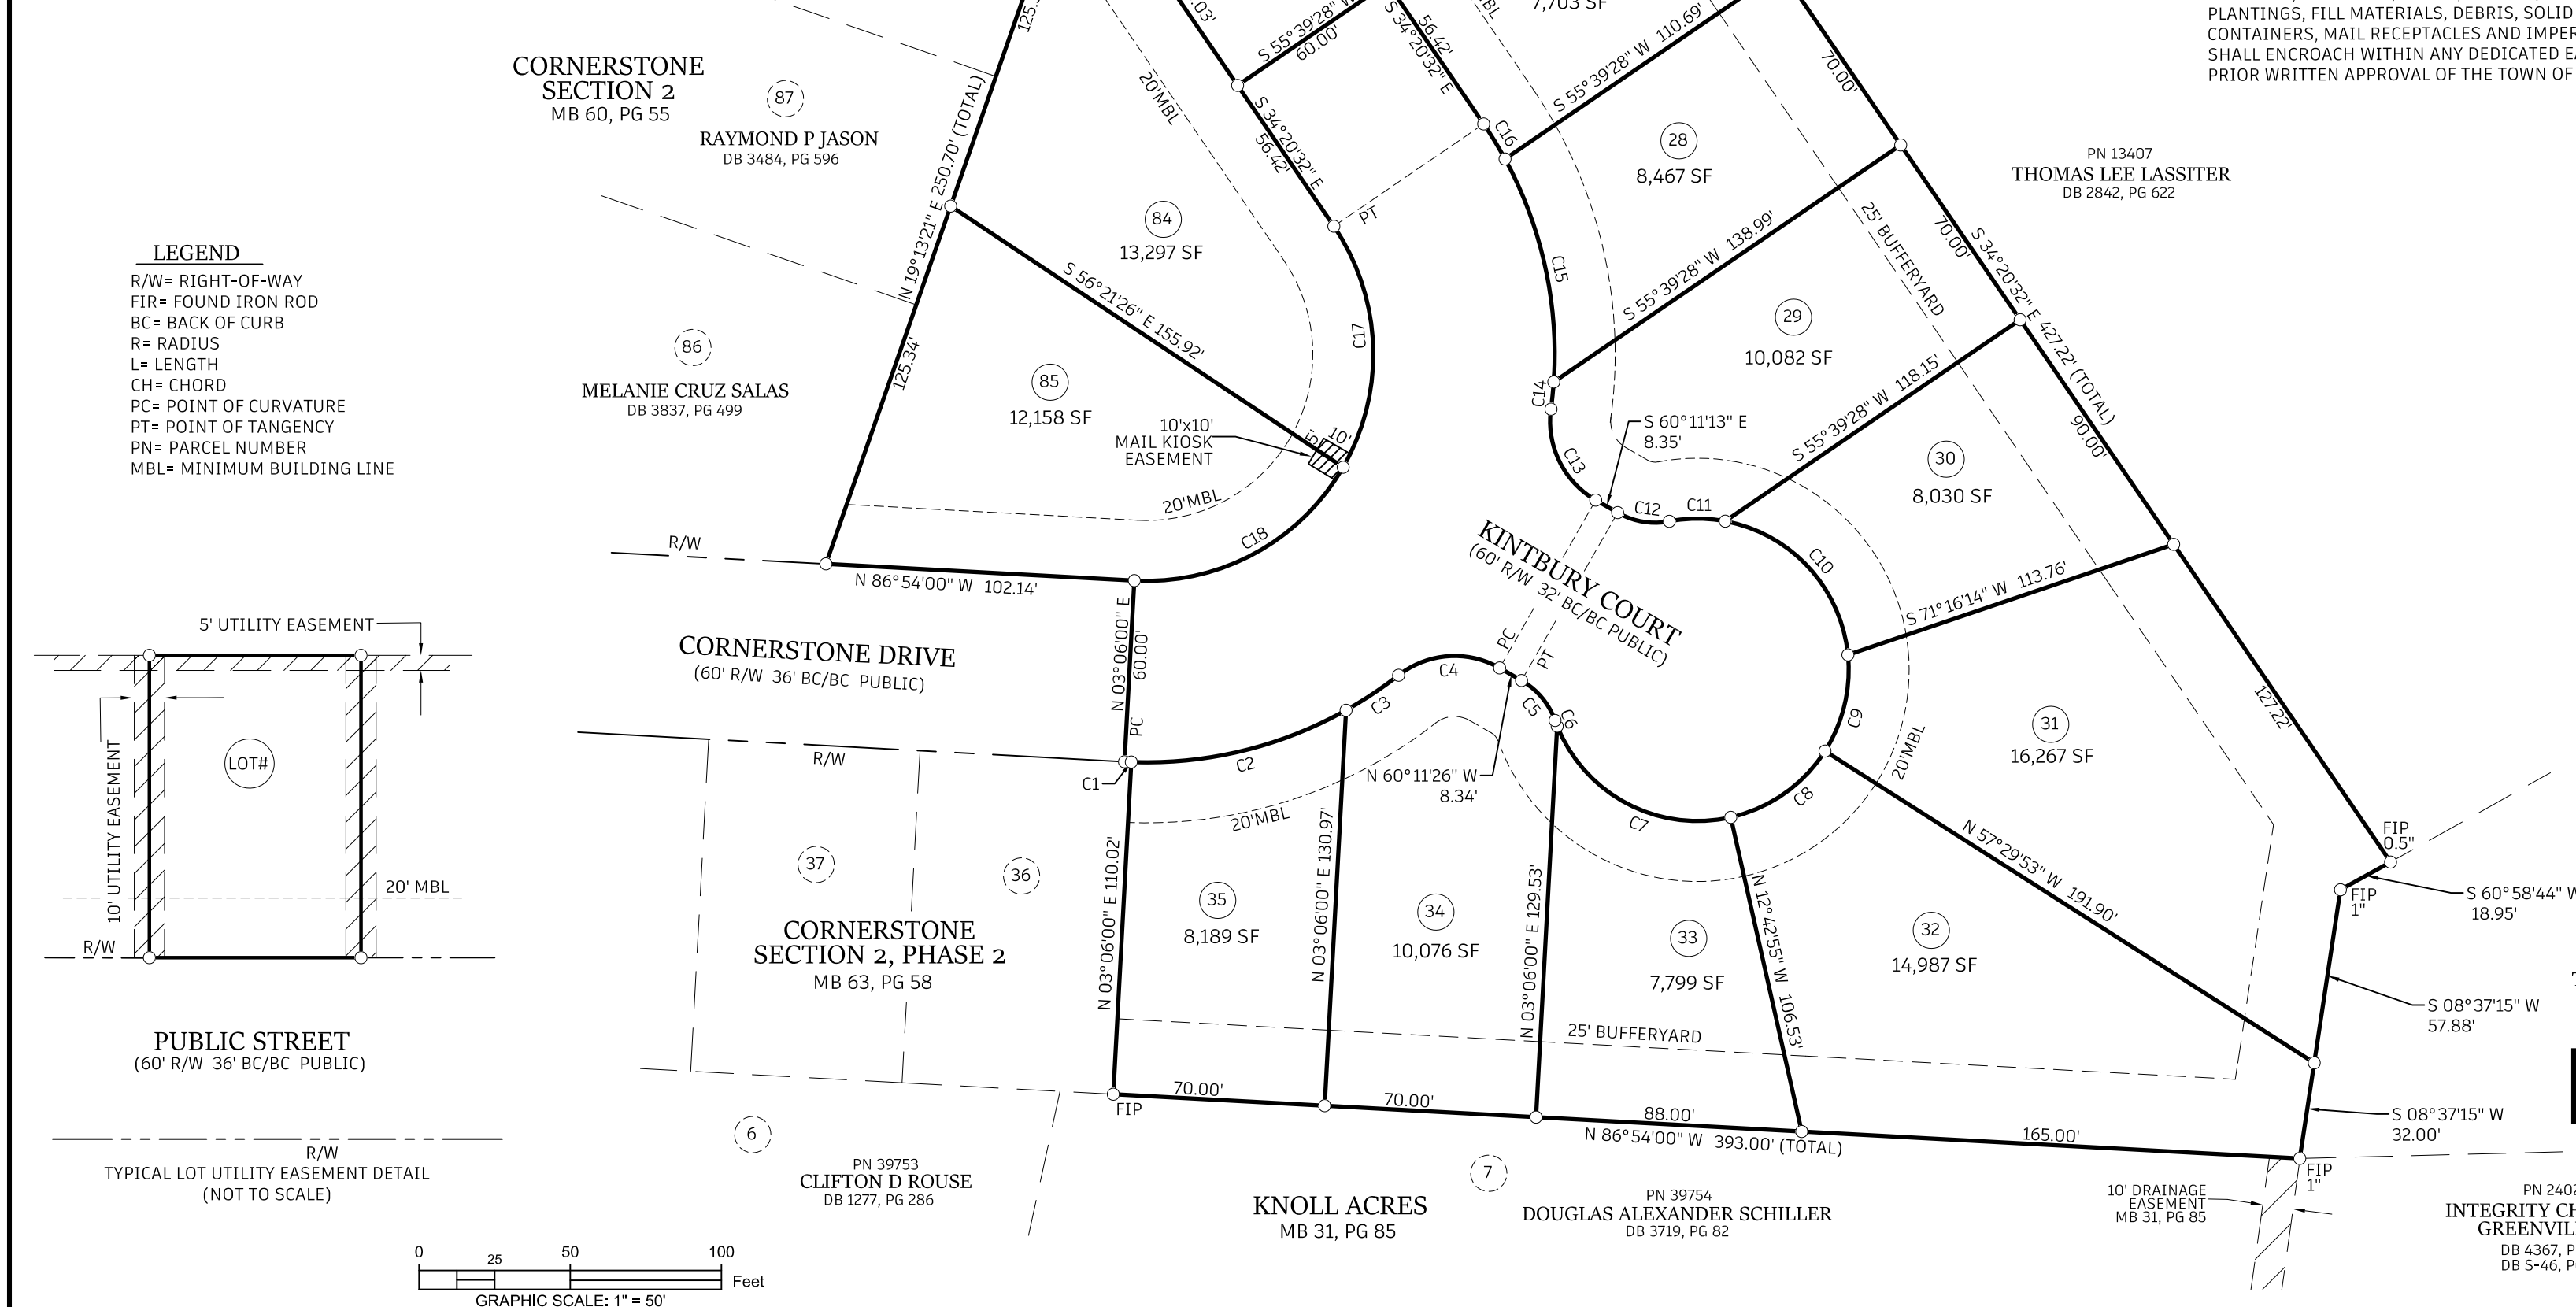 PLANTINGS, FILL MATERIALS, DEBRIS, SOLID
CONTAINERS, MAIL RECEPTACLES AND
SHALL ENCROACH WITHIN ANY DEDICATED
PRIOR WRITTEN APPROVAL OF THE TOWN OF
CORNERSTONE
SECTION 2
MB 60, PG 55
87
RAYMOND P JASON
DB 3484, PG 596
N 19°13'21" E 250.70' (TOTAL)
125.34'
86
MELANIE CRUZ SALAS
DB 3837, PG 499
LEGEND
R/W= RIGHT-OF-WAY
FIR= FOUND IRON ROD
BC= BACK OF CURB
R= RADIUS
L= LENGTH
CH= CHORD
PC= POINT OF CURVATURE
PT= POINT OF TANGENCY
PN= PARCEL NUMBER
MBL= MINIMUM BUILDING LINE
20'MBL
84
13,297 SF
S 34°20'32" E
56.42'
S 55°39'28" W
60.00'
56.42'
S 34°20'32" E
7,703 SF
S 55°39'28" W 110.69'
70.00'
C16
PT
28
8,467 SF
PN 13407
THOMAS LEE LASSITER
DB 2842, PG 622
C15
C17
S 55°39'28" W 138.99'
25' BUFFERYARD
70.00'
S 34°20'32" E 427.22' (TOTAL)
29
10,082 SF
S 56°21'26" E 155.92'
85
12,158 SF
10'x10'
MAIL KIOSK
EASEMENT
5'
10'
C14
S 60°11'13" E
8.35'
S 55°39'28" W 118.15'
90.00'
30
8,030 SF
C13
C12
C11
C10
20'MBL
C18
R/W
N 86°54'00" W 102.14'
KINTBURY COURT
(60' R/W 32' BC/BC PUBLIC)
S 71°16'14" W 113.76'
N 03°06'00" E
60.00'
PC
CORNERSTONE DRIVE
(60' R/W 36' BC/BC PUBLIC)
R/W
PC
PT
C4
C3
C5
C6
C9
C2
C1
20'MBL
N 60°11'26" W
8.34'
20'MBL
31
16,267 SF
127.22'
C7
C8
FIP
0.5"
FIP
1"
S 60°58'44" W
18.95'
5' UTILITY EASEMENT
10' UTILITY EASEMENT
LOT#
20' MBL
R/W
PUBLIC STREET
(60' R/W 36' BC/BC PUBLIC)
R/W
TYPICAL LOT UTILITY EASEMENT DETAIL
(NOT TO SCALE)
37
36
CORNERSTONE
SECTION 2, PHASE 2
MB 63, PG 58
N 03°06'00" E 110.02'
35
8,189 SF
N 03°06'00" E 130.97'
34
10,076 SF
N 03°06'00" E 129.53'
33
7,799 SF
N 12°42'55" W 106.53'
32
14,987 SF
N 57°29'53" W 191.90'
S 08°37'15" W
57.88'
25' BUFFERYARD
S 08°37'15" W
32.00'
70.00'
70.00'
88.00'
N 86°54'00" W 393.00' (TOTAL)
165.00'
FIP
FIP
1"
6
PN 39753
CLIFTON D ROUSE
DB 1277, PG 286
7
KNOLL ACRES
MB 31, PG 85
PN 39754
DOUGLAS ALEXANDER SCHILLER
DB 3719, PG 82
10' DRAINAGE
EASEMENT
MB 31, PG 85
PN
INTEGRITY
DB 4367,
DB S-46,
0
25
50
100
Feet
GRAPHIC SCALE: 1" = 50'